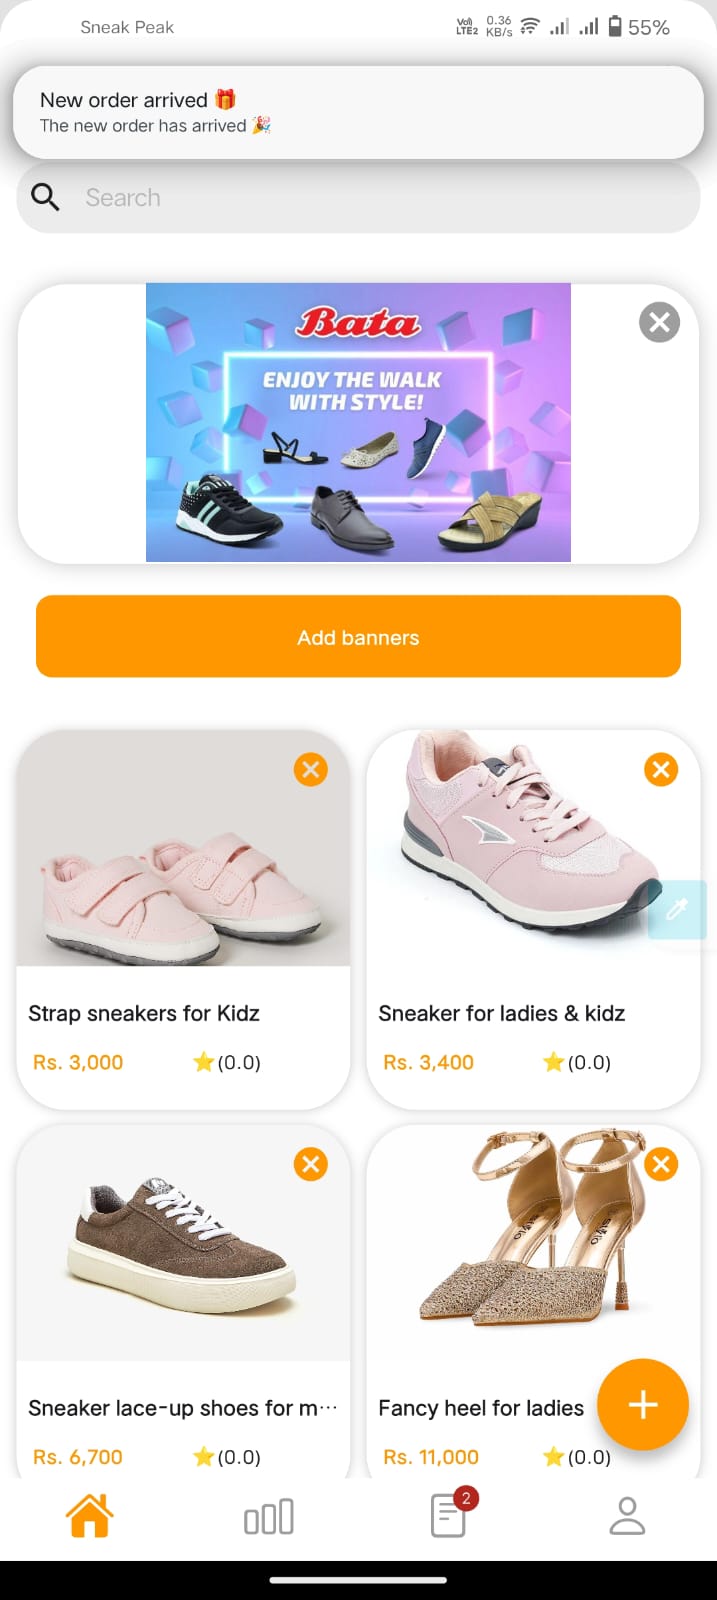 Sneak Peak
Vo) LTE2 0.36 KB/s 55%
New order arrived 🎁
The new order has arrived 🎉
Search
Bata
ENJOY THE WALK
WITH STYLE!
Add banners
Strap sneakers for Kidz
Rs. 3,000 ⭐(0.0)
Sneaker for ladies & kidz
Rs. 3,400 ⭐(0.0)
stylo stylo
Sneaker lace-up shoes for m...
Rs. 6,700 ⭐(0.0)
Fancy heel for ladies
Rs. 11,000 ⭐(0.0)
2